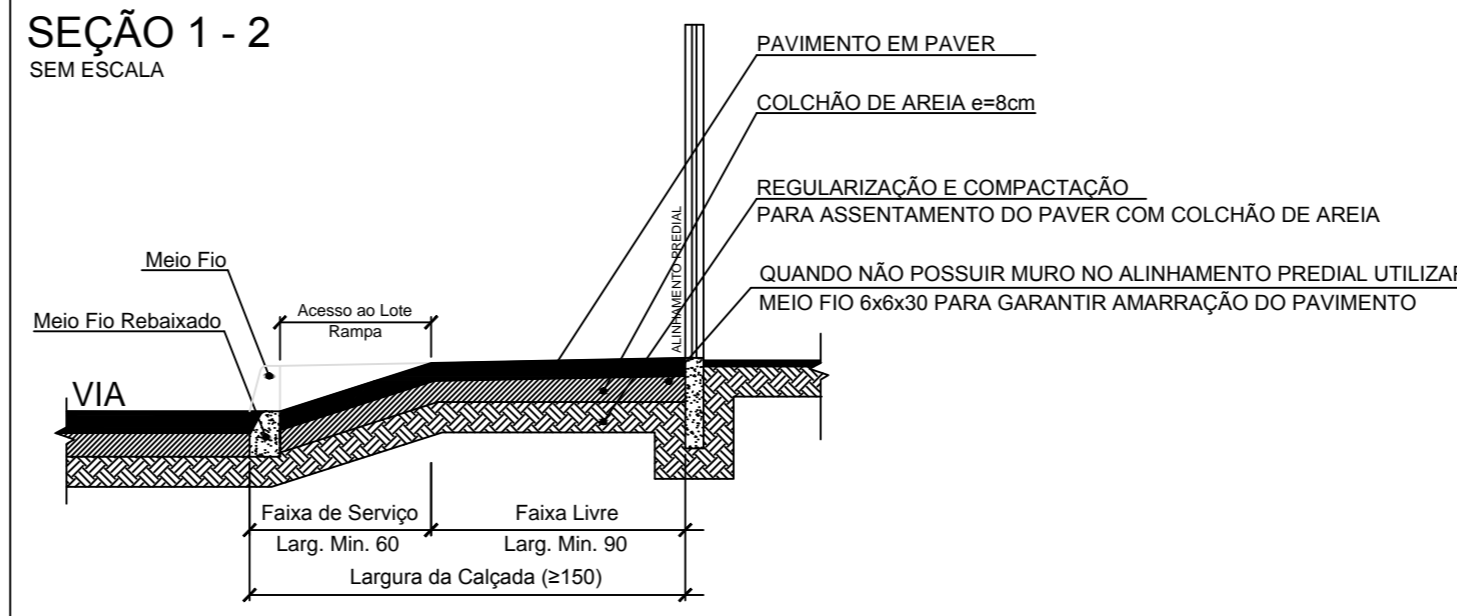 SEÇÃO 1 - 2
SEM ESCALA
PAVIMENTO EM PAVER
COLCHÃO DE AREIA e=8cm
REGULARIZAÇÃO E COMPACTAÇÃO
PARA ASSENTAMENTO DO PAVER COM COLCHÃO DE AREIA
QUANDO NÃO POSSUIR MURO NO ALINHAMENTO PREDIAL UTILIZAR
MEIO FIO 6x6x30 PARA GARANTIR AMARRAÇÃO DO PAVIMENTO
ALINHAMENTO PREDIAL
Meio Fio
Meio Fio Rebaixado
Acesso ao Lote
Rampa
VIA
Faixa de Serviço
Larg. Min. 60
Faixa Livre
Larg. Min. 90
Largura da Calçada (≥150)